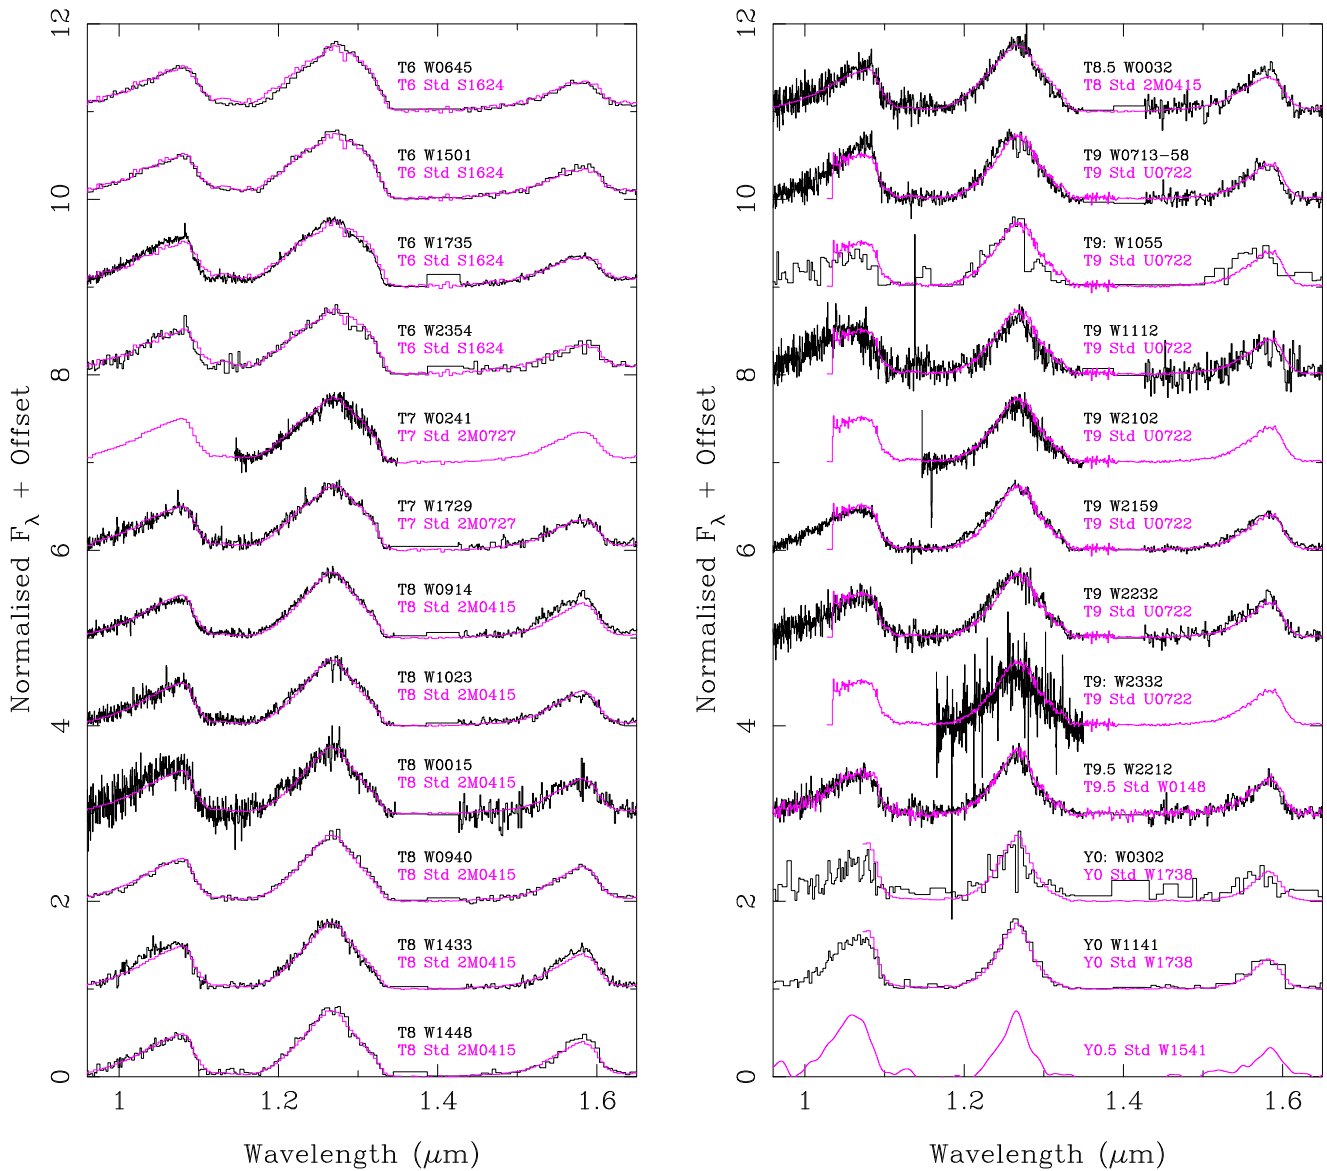 12
10
8
6
4
2
0
Normalised Fλ + Offset
T6 W0645
T6 Std S1624
T6 W1501
T6 Std S1624
T6 W1735
T6 Std S1624
T6 W2354
T6 Std S1624
T7 W0241
T7 Std 2M0727
T7 W1729
T7 Std 2M0727
T8 W0914
T8 Std 2M0415
T8 W1023
T8 Std 2M0415
T8 W0015
T8 Std 2M0415
T8 W0940
T8 Std 2M0415
T8 W1433
T8 Std 2M0415
T8 W1448
T8 Std 2M0415
1 1.2 1.4 1.6
Wavelength (μm)
12
10
8
6
4
2
0
Normalised Fλ + Offset
T8.5 W0032
T8 Std 2M0415
T9 W0713-58
T9 Std U0722
T9: W1055
T9 Std U0722
T9 W1112
T9 Std U0722
T9 W2102
T9 Std U0722
T9 W2159
T9 Std U0722
T9 W2232
T9 Std U0722
T9: W2332
T9 Std U0722
T9.5 W2212
T9.5 Std W0148
Y0: W0302
Y0 Std W1738
Y0 W1141
Y0 Std W1738
Y0.5 Std W1541
1 1.2 1.4 1.6
Wavelength (μm)